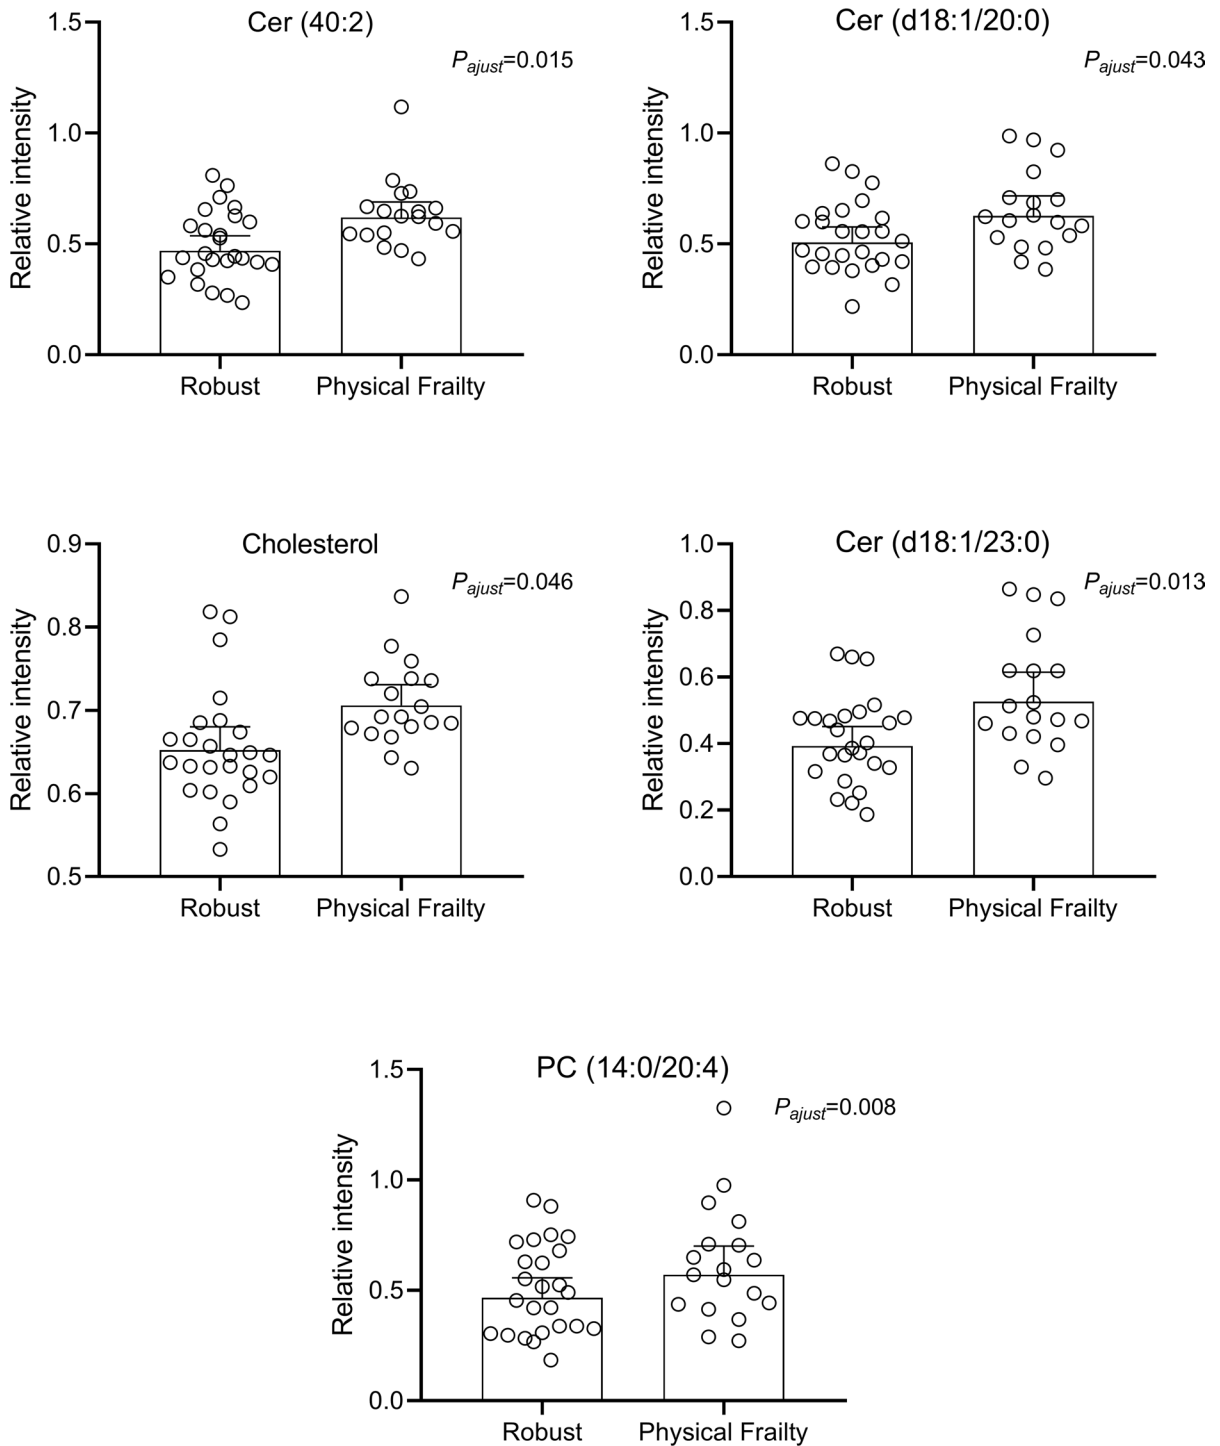 Cer (40:2)
P_ajust=0.015
Relative intensity
1.5
1.0
0.5
0.0
Robust
Physical Frailty
Cer (d18:1/20:0)
P_ajust=0.043
Relative intensity
1.5
1.0
0.5
0.0
Robust
Physical Frailty
Cholesterol
P_ajust=0.046
Relative intensity
0.9
0.8
0.7
0.6
0.5
Robust
Physical Frailty
Cer (d18:1/23:0)
P_ajust=0.013
Relative intensity
1.0
0.8
0.6
0.4
0.2
0.0
Robust
Physical Frailty
PC (14:0/20:4)
P_ajust=0.008
Relative intensity
1.5
1.0
0.5
0.0
Robust
Physical Frailty